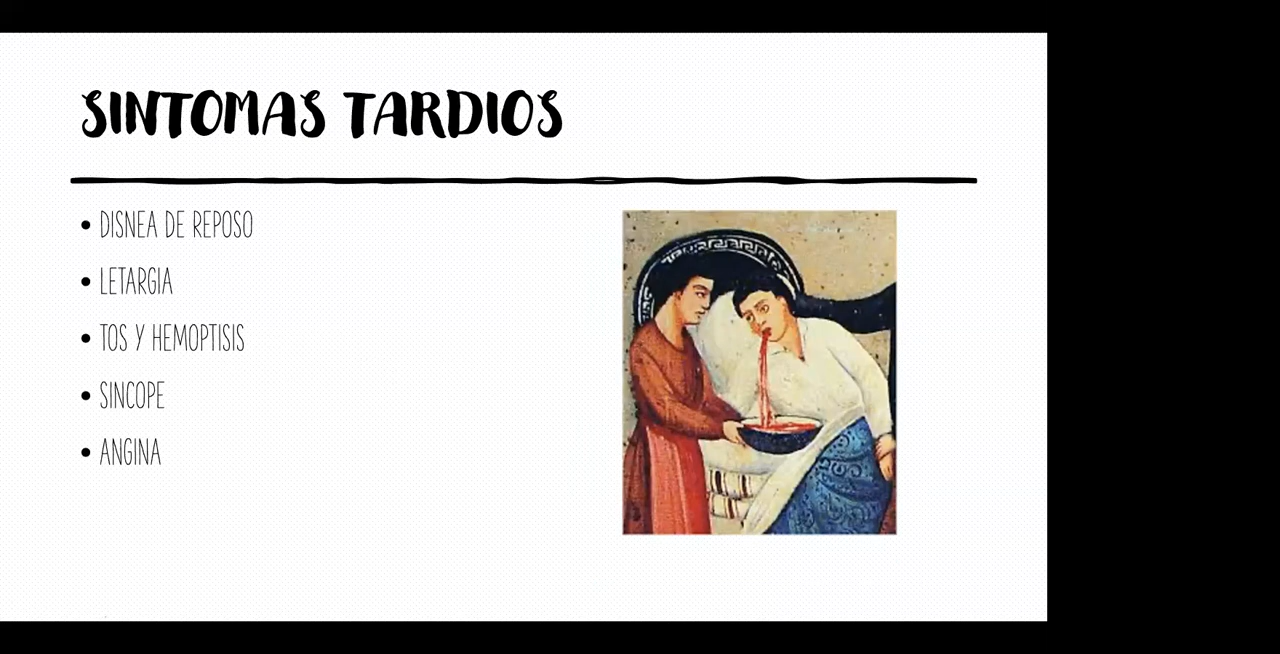 SINTOMAS TARDIOS
• DISNEA DE REPOSO
• LETARGIA
• TOS Y HEMOPTISIS
• SINCOPE
• ANGINA